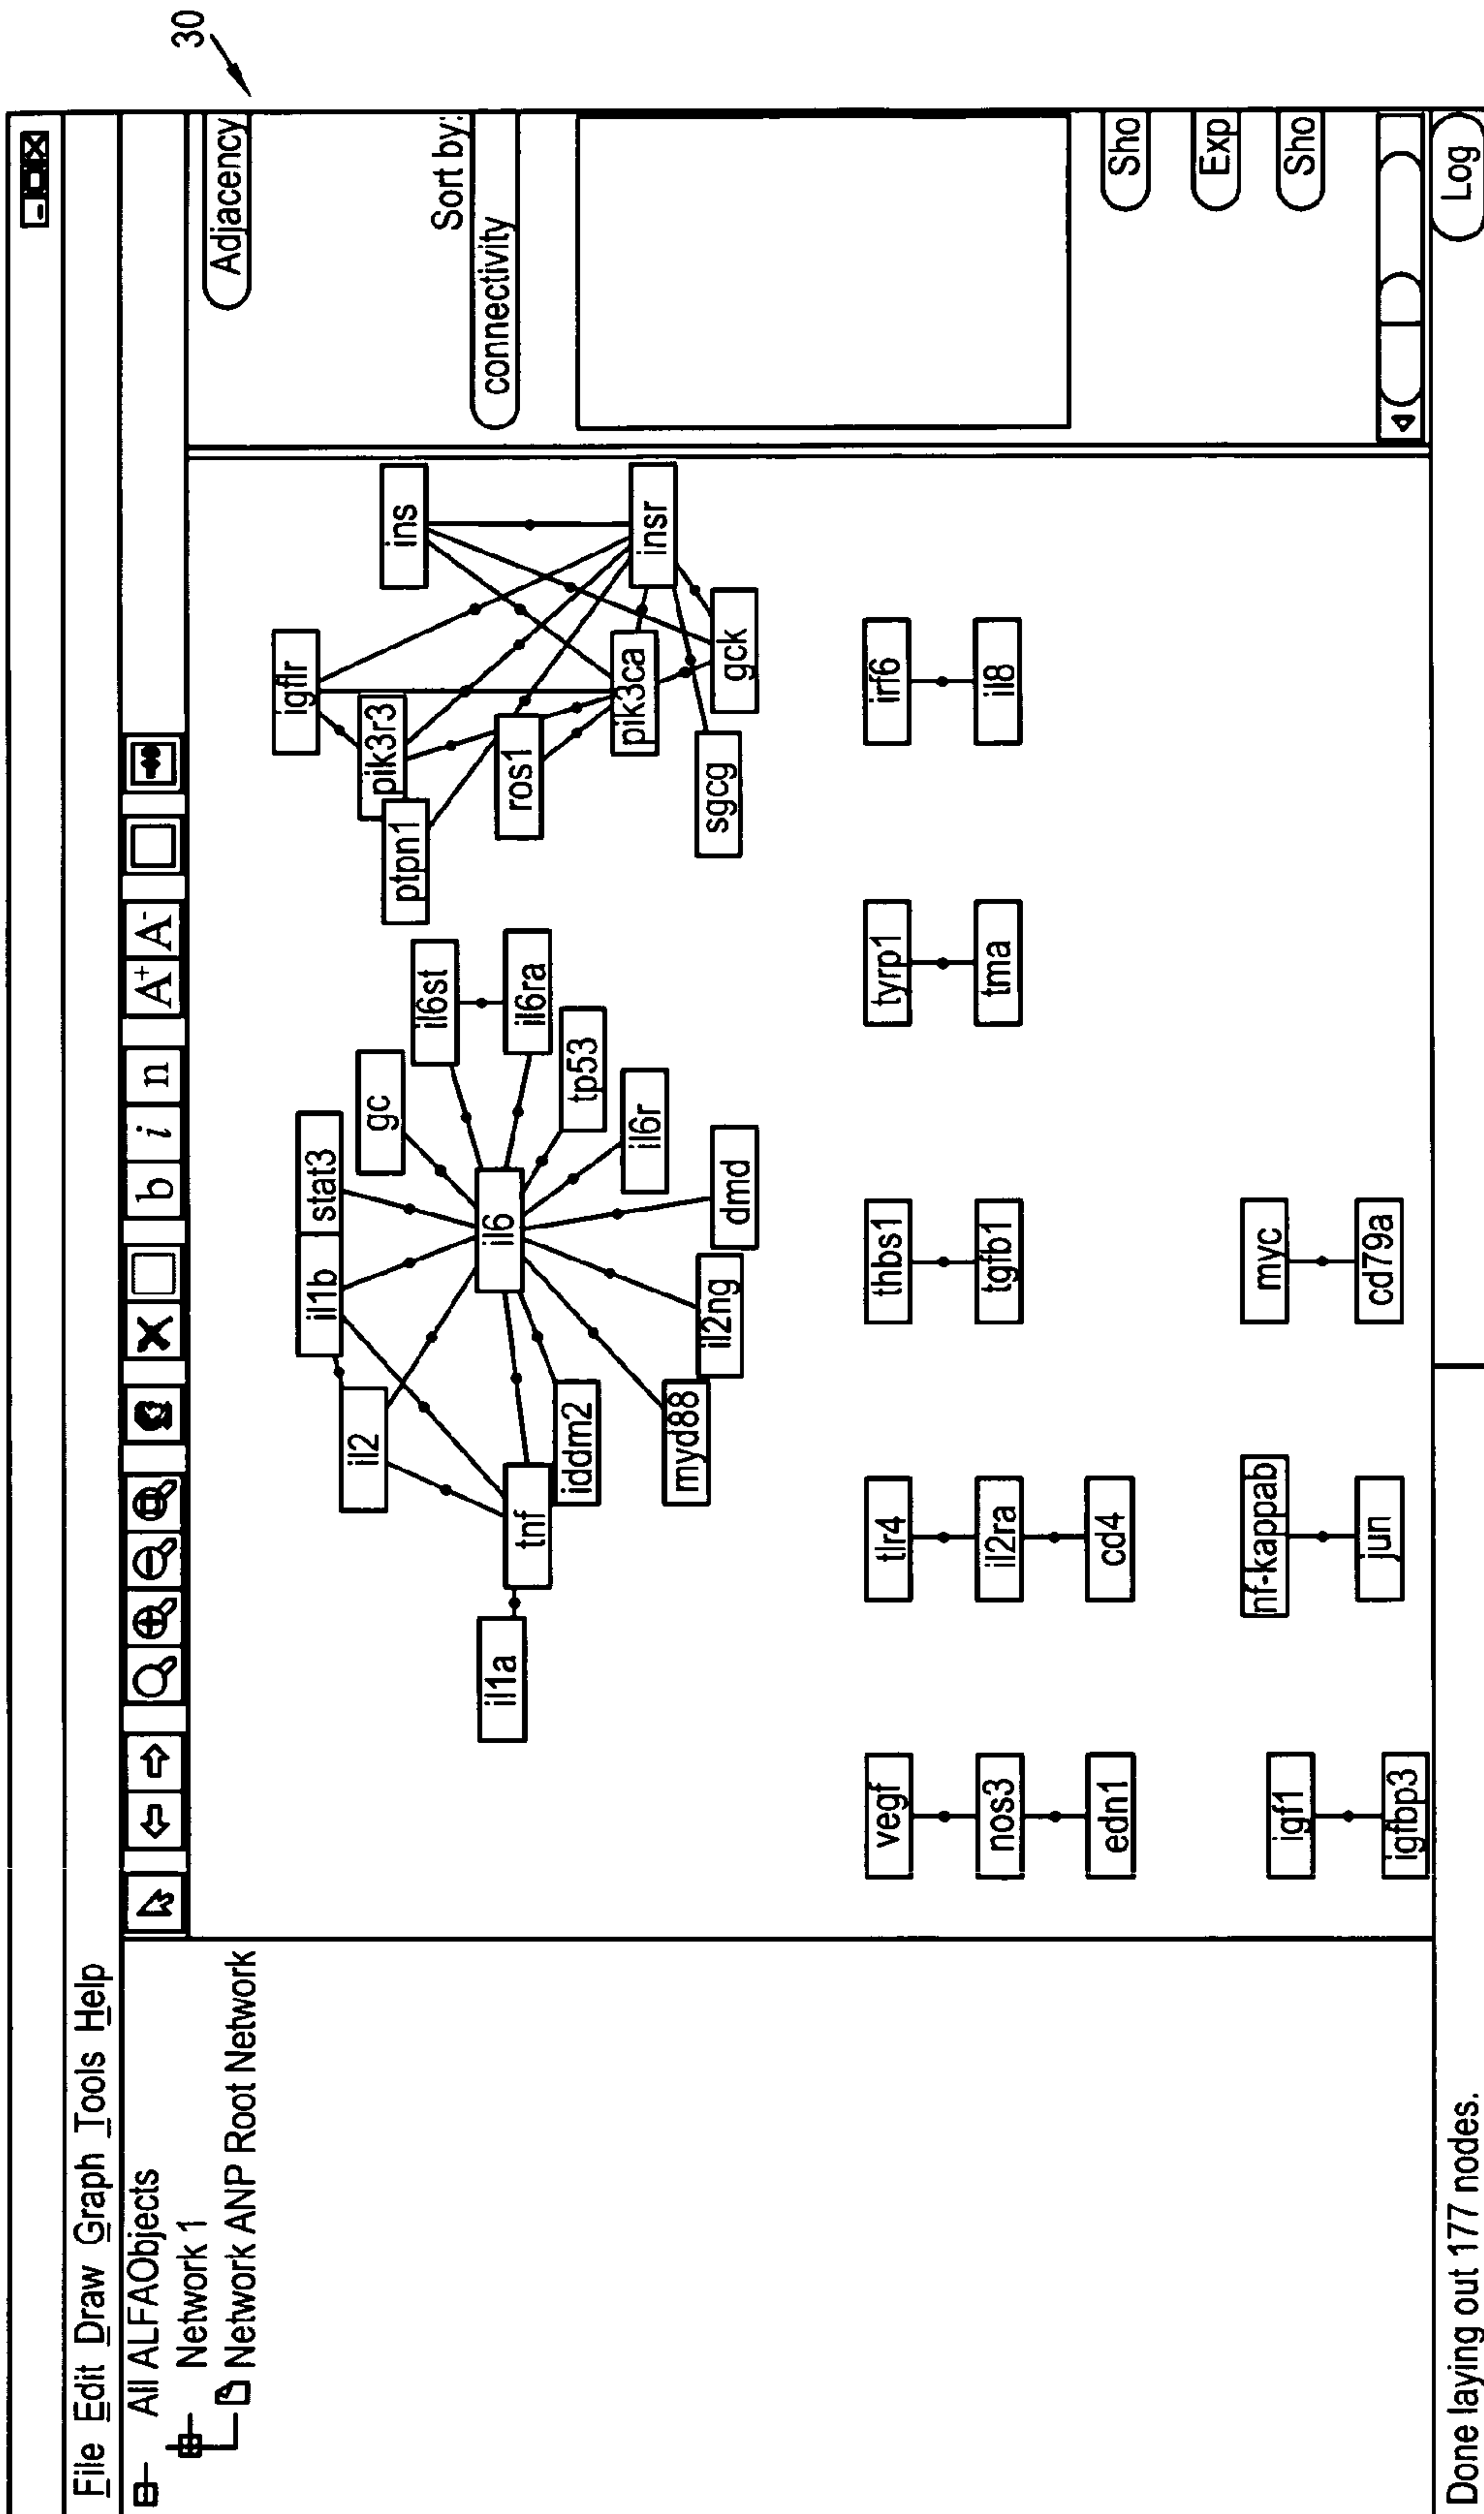 30
File Edit Draw Graph Tools Help
All ALFAObjects
Network 1
Network ANP Root Network
b i n A+ A-
Adjacency
Sort by:
connectivity
Sho
Exp
Sho
Log
igflr
stat3
il1b
gc
pik3r3
il2
ins
ptpn1
il6st
il6
il1a
ros1
il6ra
tnf
tp53
iddm2
il6r
pik3ca
insr
myd88
il2ng
dmd
sgcg
gck
vegf
tlr4
thbs1
tyrp1
irf6
nos3
il2ra
tgfb1
tma
il8
edn1
cd4
nf-kappab
myc
igf1
jun
cd79a
igfbp3
Done laying out 177 nodes.